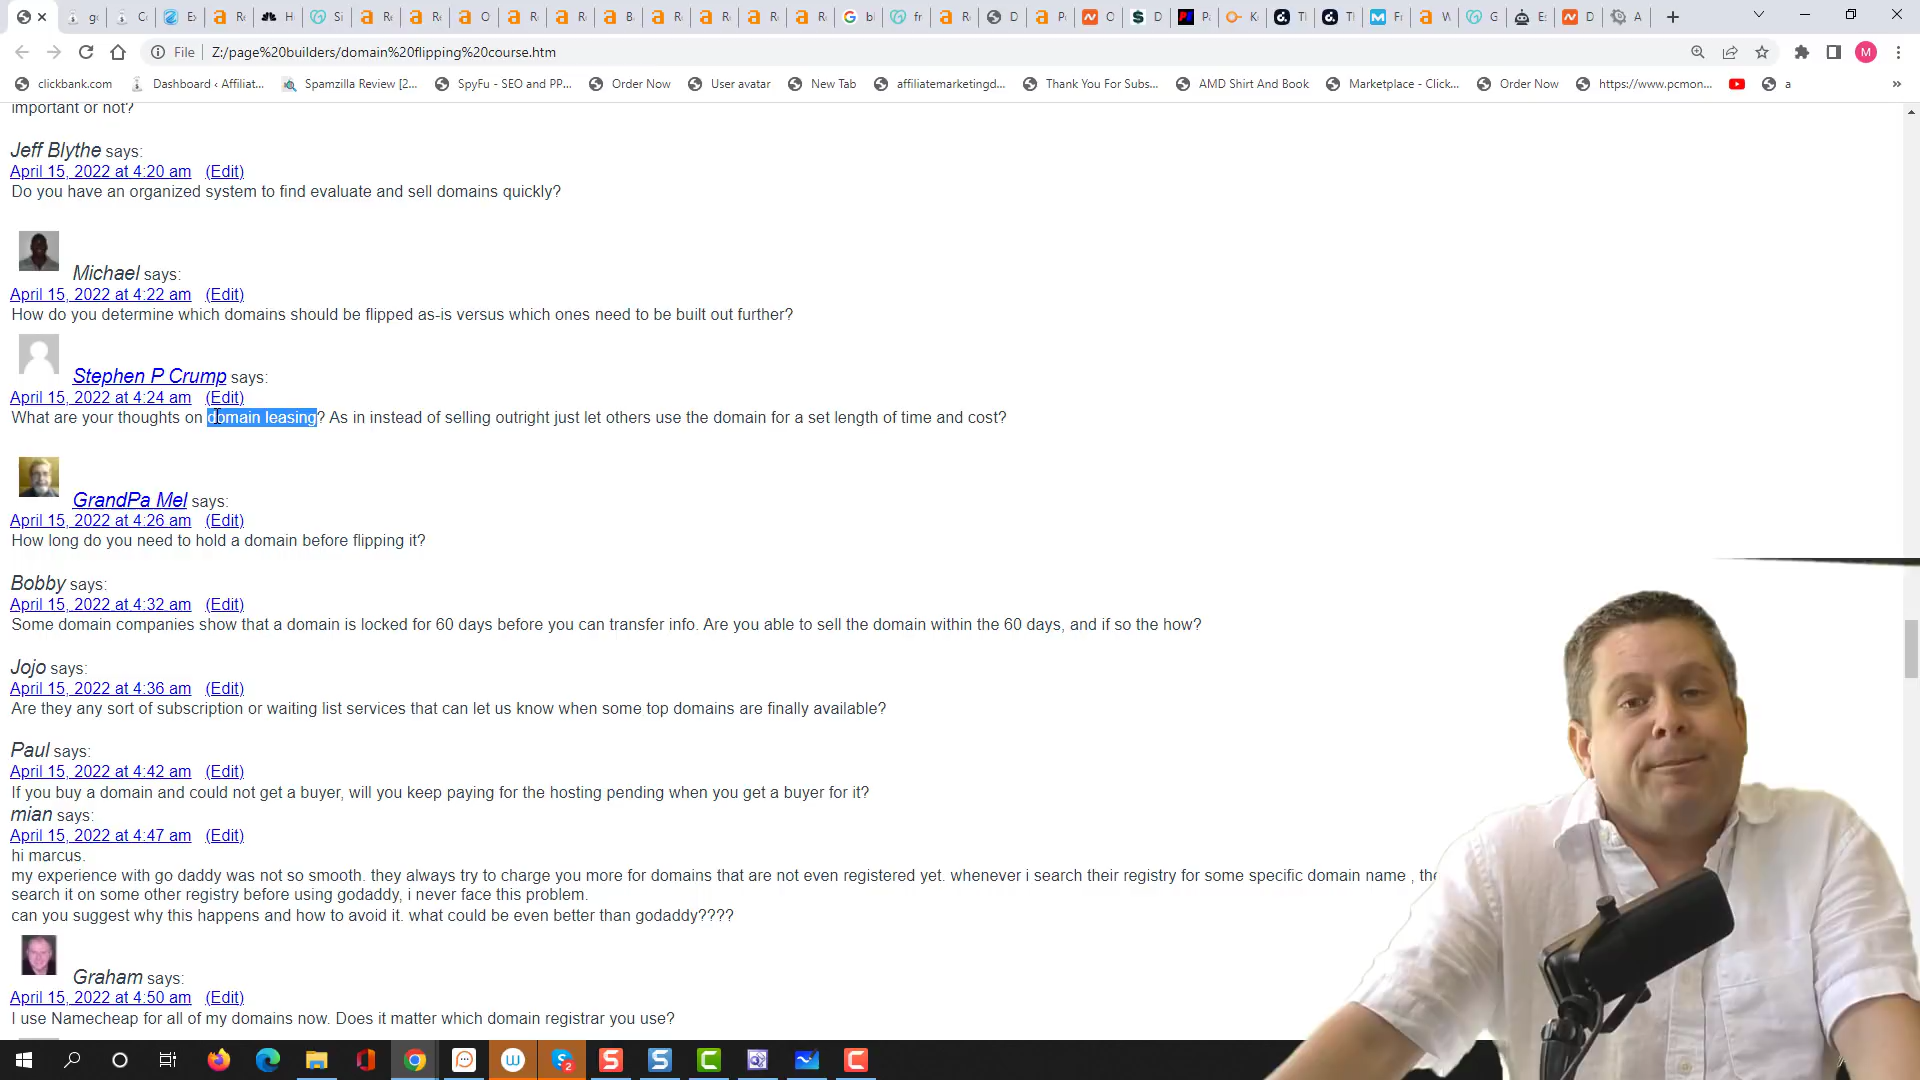 File
Z:/page%20builders/domain%20flipping%20course.htm
M
clickbank.com
Dashboard ‹ Affiliat...
Spamzilla Review [2...
SpyFu - SEO and PP...
Order Now
User avatar
New Tab
affiliatemarketingd...
Thank You For Subs...
AMD Shirt And Book
Marketplace - Click...
Order Now
https://www.pcmon...
a
»
important or not?
Jeff Blythe says:
April 15, 2022 at 4:20 am (Edit)
Do you have an organized system to find evaluate and sell domains quickly?
Michael says:
April 15, 2022 at 4:22 am (Edit)
How do you determine which domains should be flipped as-is versus which ones need to be built out further?
Stephen P Crump says:
April 15, 2022 at 4:24 am (Edit)
What are your thoughts on domain leasing? As in instead of selling outright just let others use the domain for a set length of time and cost?
GrandPa Mel says:
April 15, 2022 at 4:26 am (Edit)
How long do you need to hold a domain before flipping it?
Bobby says:
April 15, 2022 at 4:32 am (Edit)
Some domain companies show that a domain is locked for 60 days before you can transfer info. Are you able to sell the domain within the 60 days, and if so the how?
Jojo says:
April 15, 2022 at 4:36 am (Edit)
Are they any sort of subscription or waiting list services that can let us know when some top domains are finally available?
Paul says:
April 15, 2022 at 4:42 am (Edit)
If you buy a domain and could not get a buyer, will you keep paying for the hosting pending when you get a buyer for it?
mian says:
April 15, 2022 at 4:47 am (Edit)
hi marcus.
my experience with go daddy was not so smooth. they always try to charge you more for domains that are not even registered yet. whenever i search their registry for some specific domain name , the
search it on some other registry before using godaddy, i never face this problem.
can you suggest why this happens and how to avoid it. what could be even better than godaddy????
Graham says:
April 15, 2022 at 4:50 am (Edit)
I use Namecheap for all of my domains now. Does it matter which domain registrar you use?